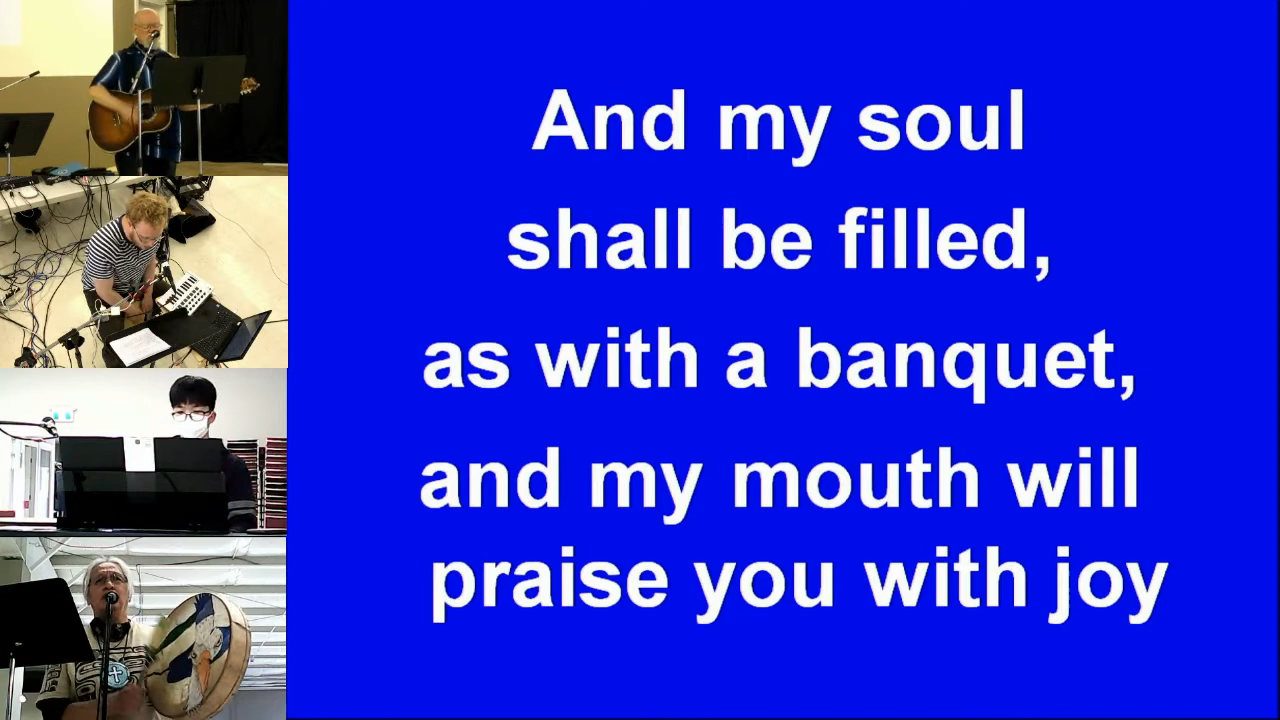 And my soul
shall be filled,
as with a banquet,
and my mouth will
praise you with joy